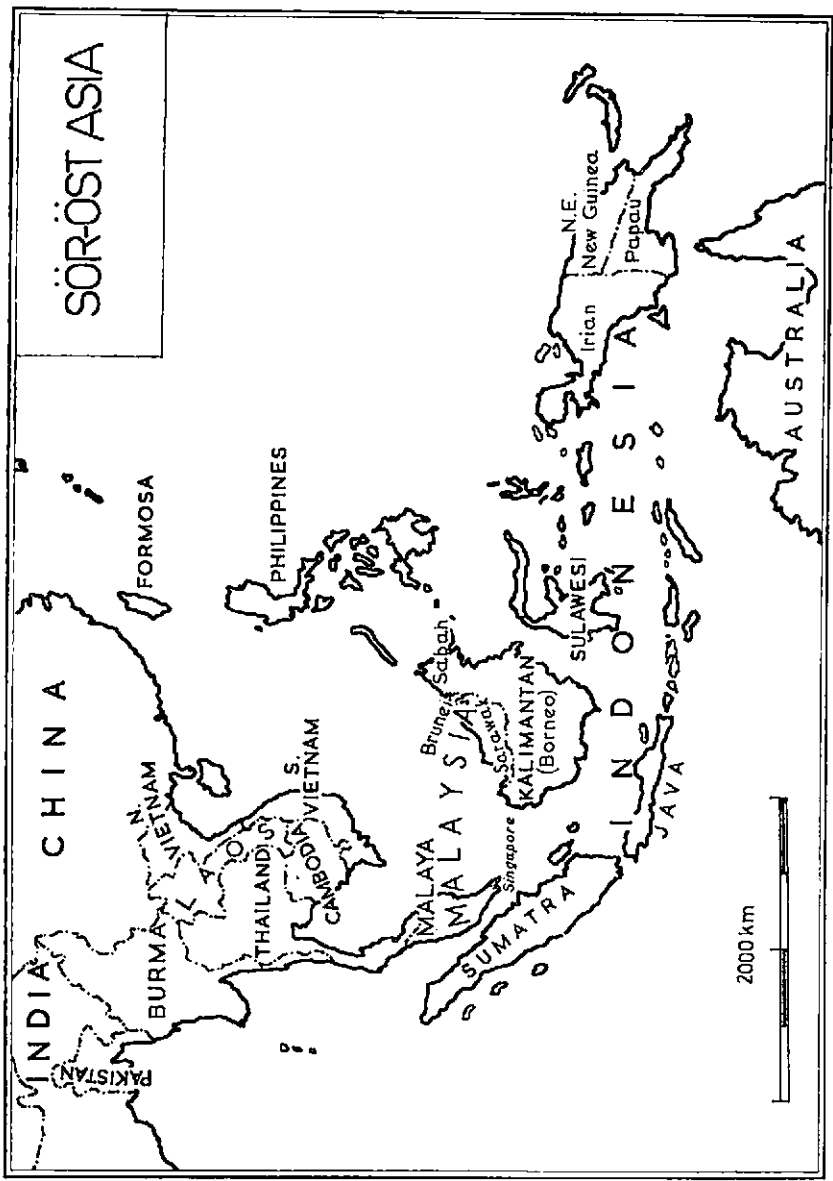 SÖR-ÖST ASIA
CHINA
INDIA
PAKISTAN
BURMA
N.
VIETNAM
LAOS
THAILAND
S.
VIETNAM
CAMBODIA
FORMOSA
PHILIPPINES
MALAYA
MALAYSIA
Brunei
Sabah
Sarawak
Singapore
KALIMANTAN
(Borneo)
SUMATRA
JAVA
SULAWESI
INDONESIA
Irian
N.E.
New Guinea
Papau
AUSTRALIA
2000 km